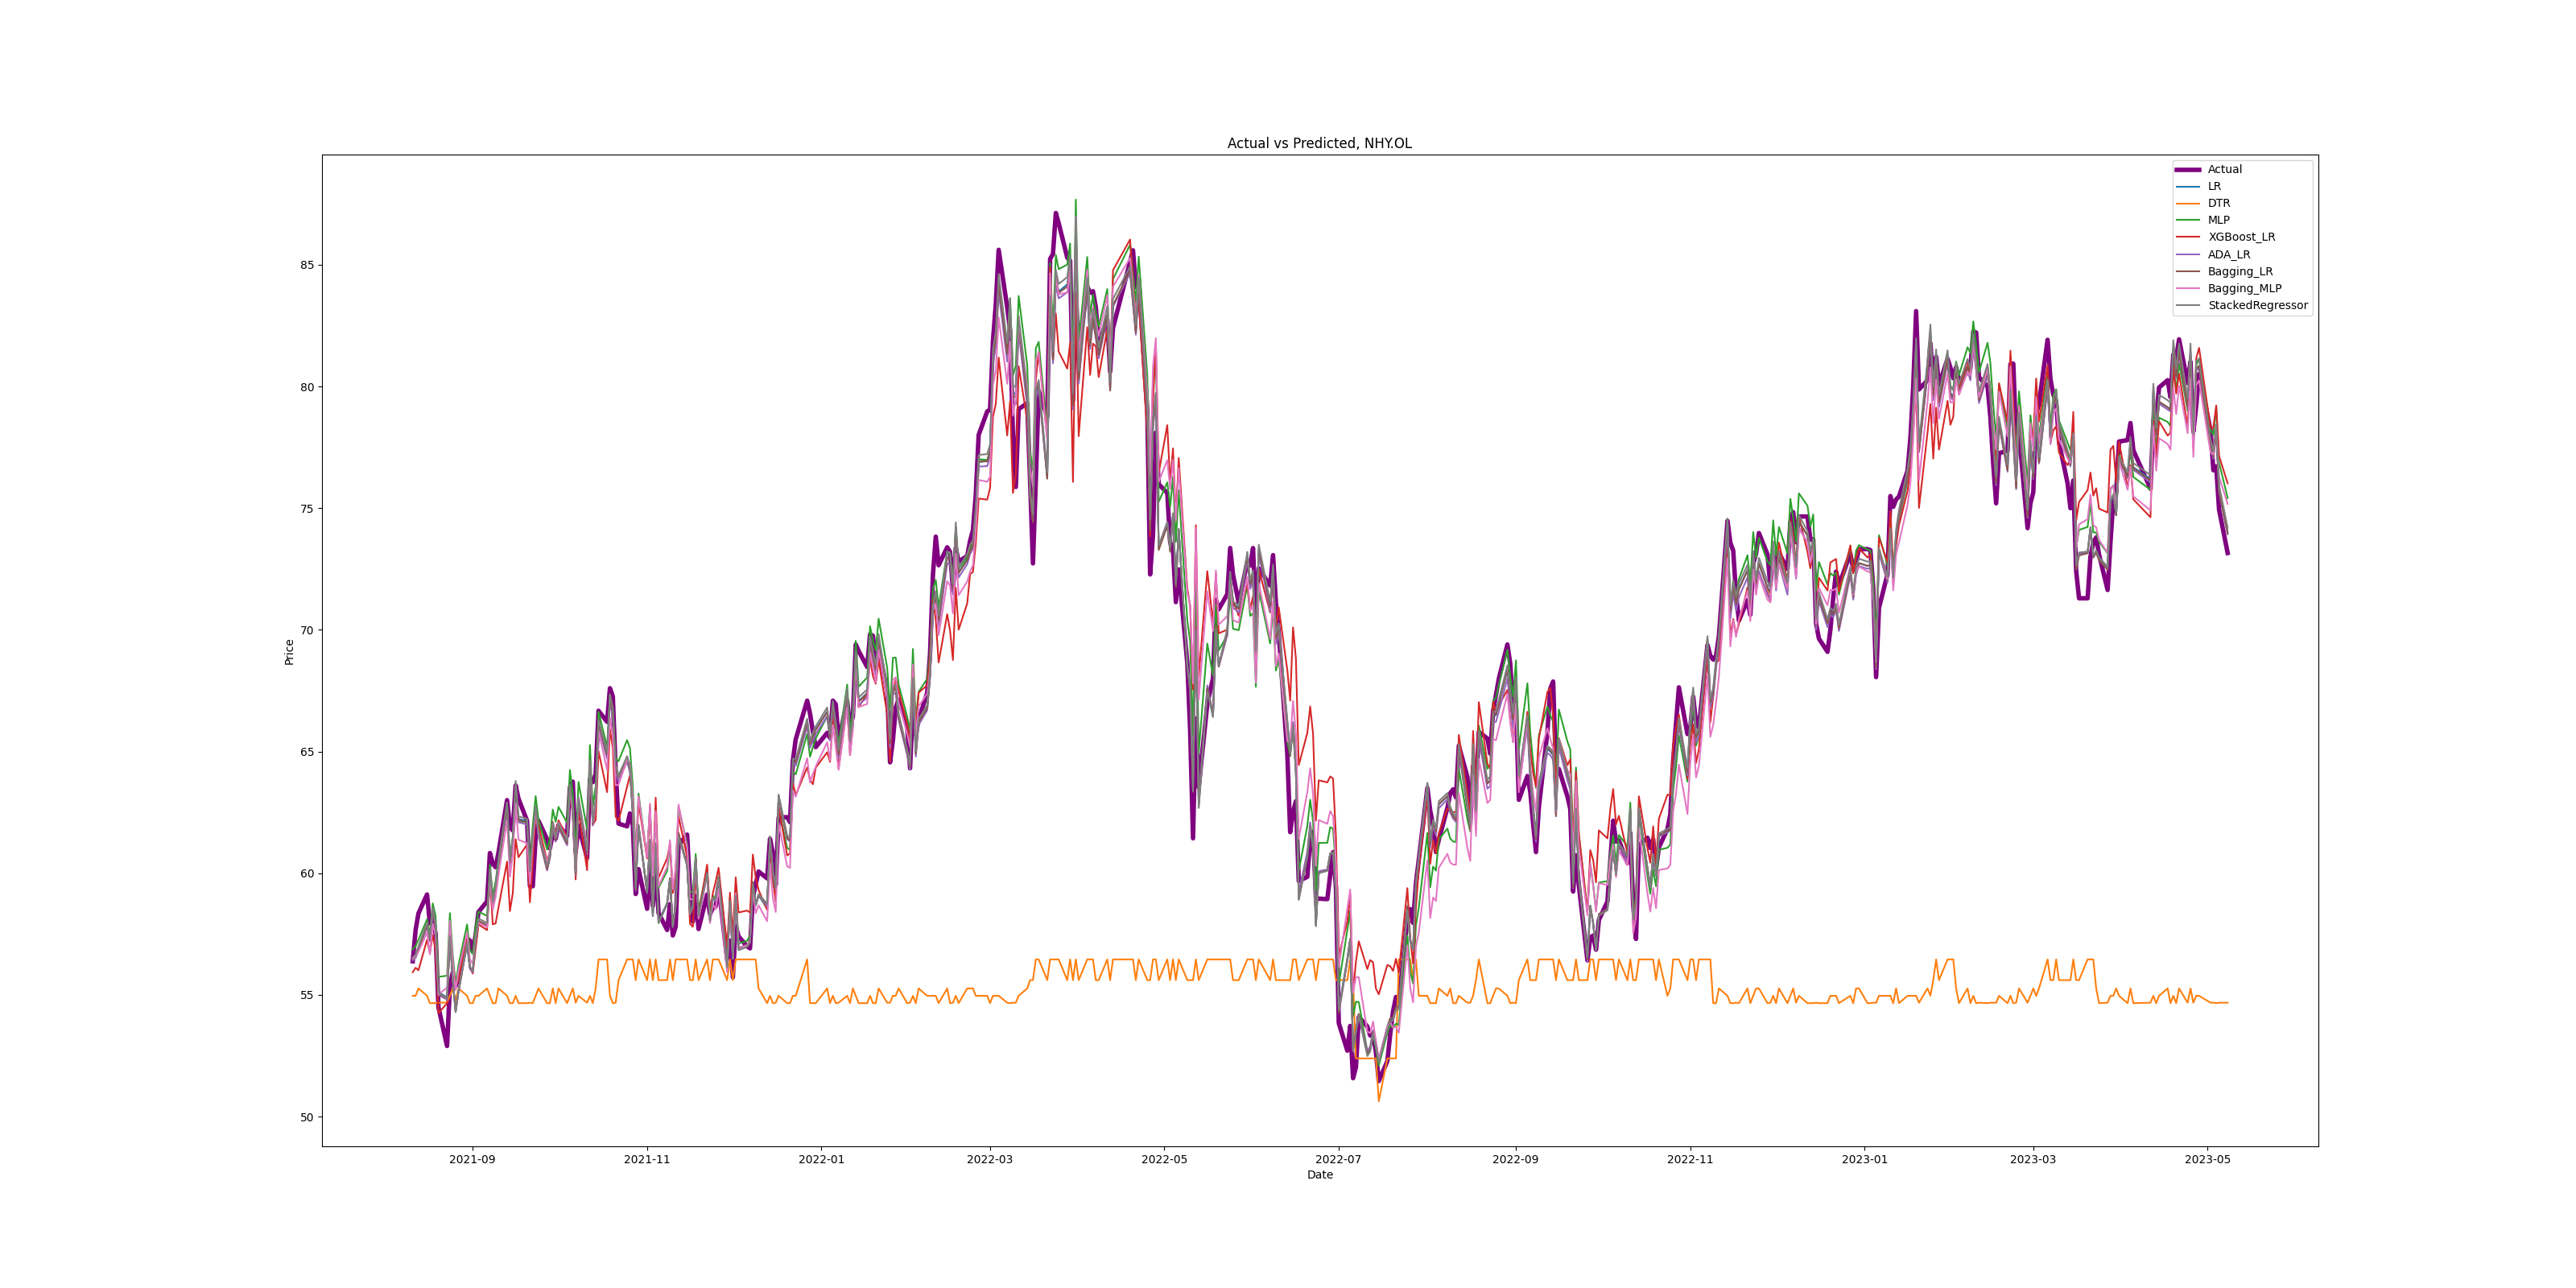 Actual vs Predicted, NHY.OL
Actual
LR
DTR
MLP
XGBoost_LR
ADA_LR
Bagging_LR
Bagging_MLP
StackedRegressor
Price
85
80
75
70
65
60
55
50
2021-09
2021-11
2022-01
2022-03
2022-05
2022-07
2022-09
2022-11
2023-01
2023-03
2023-05
Date